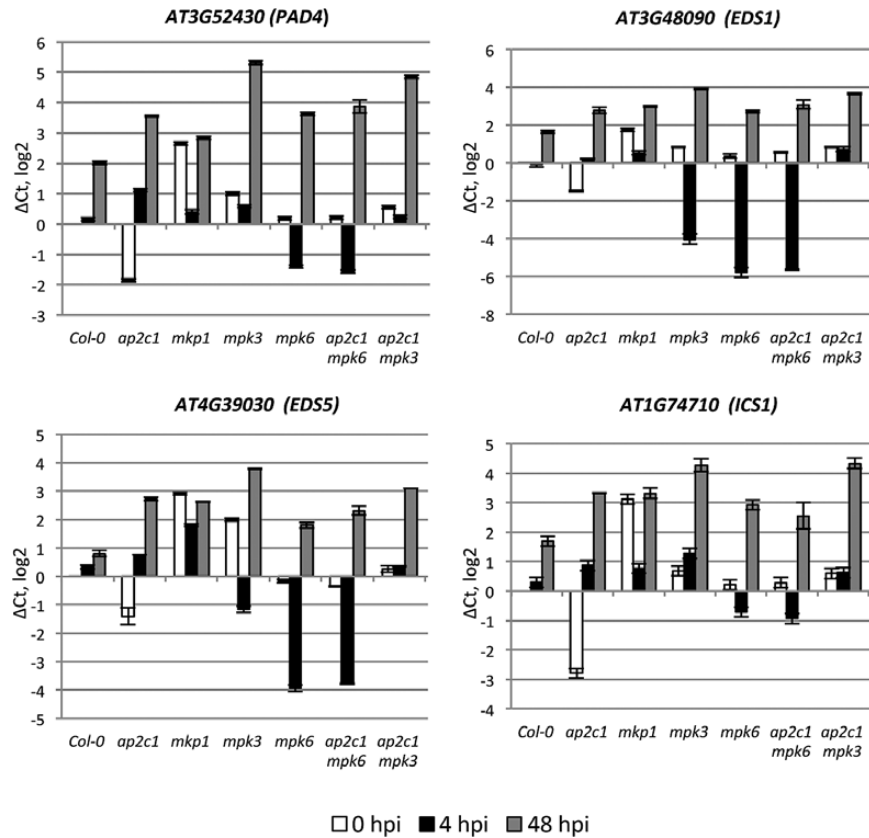 AT3G52430 (PAD4)
6
5
4
3
2
1
0
-1
-2
-3
ΔCt, log2
Col-0 ap2c1 mkp1 mpk3 mpk6 ap2c1 ap2c1
mpk6 mpk3
AT3G48090 (EDS1)
6
4
2
0
-2
-4
-6
-8
ΔCt, log2
Col-0 ap2c1 mkp1 mpk3 mpk6 ap2c1 ap2c1
mpk6 mpk3
AT4G39030 (EDS5)
5
4
3
2
1
0
-1
-2
-3
-4
-5
ΔCt, log2
Col-0 ap2c1 mkp1 mpk3 mpk6 ap2c1 ap2c1
mpk6 mpk3
AT1G74710 (ICS1)
5
4
3
2
1
0
-1
-2
-3
-4
ΔCt, log2
Col-0 ap2c1 mkp1 mpk3 mpk6 ap2c1 ap2c1
mpk6 mpk3
0 hpi 4 hpi 48 hpi